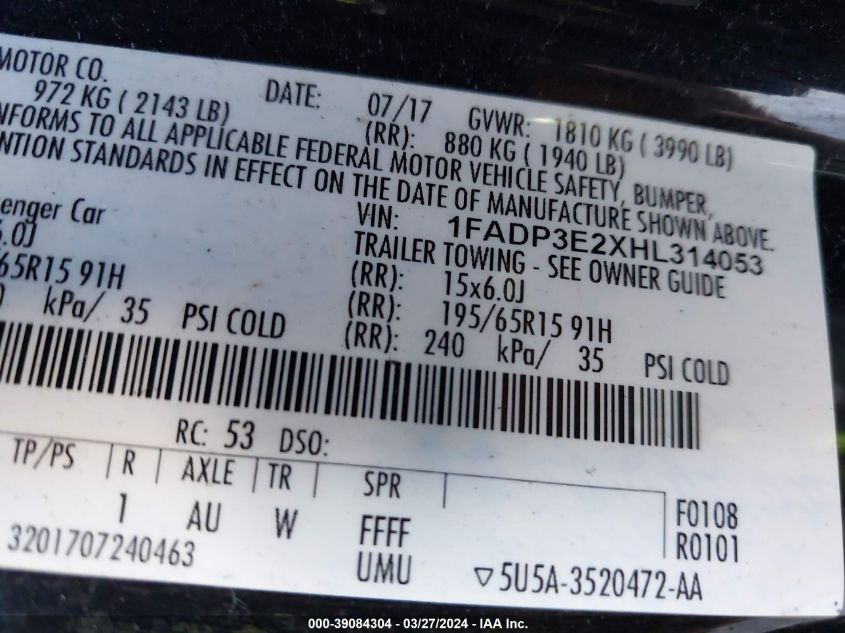 MOTOR CO. DATE: 07/17 GVWR: 1810 KG ( 3990 LB)
972 KG ( 2143 LB) (RR): 880 KG ( 1940 LB)
NFORMS TO ALL APPLICABLE FEDERAL MOTOR VEHICLE SAFETY, BUMPER,
NTION STANDARDS IN EFFECT ON THE DATE OF MANUFACTURE SHOWN ABOVE.
VIN: 1FADP3E2XHL314053
enger Car TRAILER TOWING - SEE OWNER GUIDE
6.0J (RR): 15x6.0J
65R15 91H (RR): 195/65R15 91H
0 kPa/ 35 PSI COLD (RR): 240 kPa/ 35 PSI COLD
RC: 53 DSO:
TP/PS R AXLE TR SPR F0108
1 AU W FFFF R0101
3201707240463 UMU ▽5U5A-3520472-AA
000-39084304 - 03/27/2024 - IAA Inc.